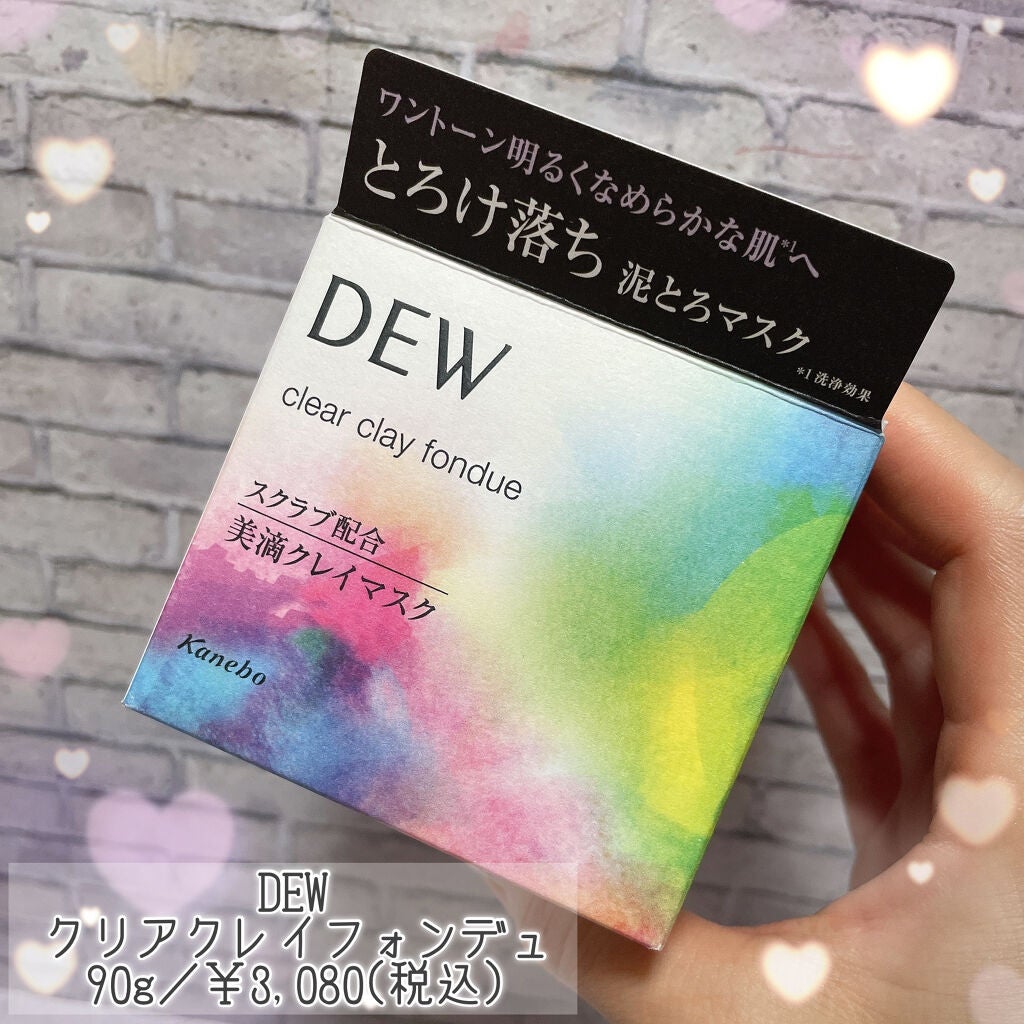 ワントーン明るくなめらかな肌*1へ
とろけ落ち 泥とろマスク
*1 洗浄効果
DEW
clear clay fondue
スクラブ配合
美滴クレイマスク
Kanebo
DEW
クリアクレイフォンデュ
90g/¥3,080(税込)